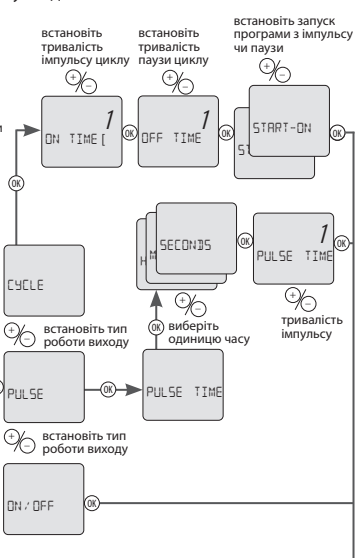 встановіть
тривалість
імпульсу циклу
встановіть
тривалість
паузи циклу
встановіть запуск
програми з імпульсу
чи паузи
+/−
+/−
+/−
1
ON TIME [
OK
1
OFF TIME
OK
START-ON
OK
OK
CYCLE
+/−
встановіть тип
роботи виходу
SECONDS
OK
1
PULSE TIME
+/−
тривалість
імпульсу
OK
+/−
виберіть
одиницю часу
PULSE
OK
PULSE TIME
+/−
встановіть тип
роботи виходу
ON/OFF
OK